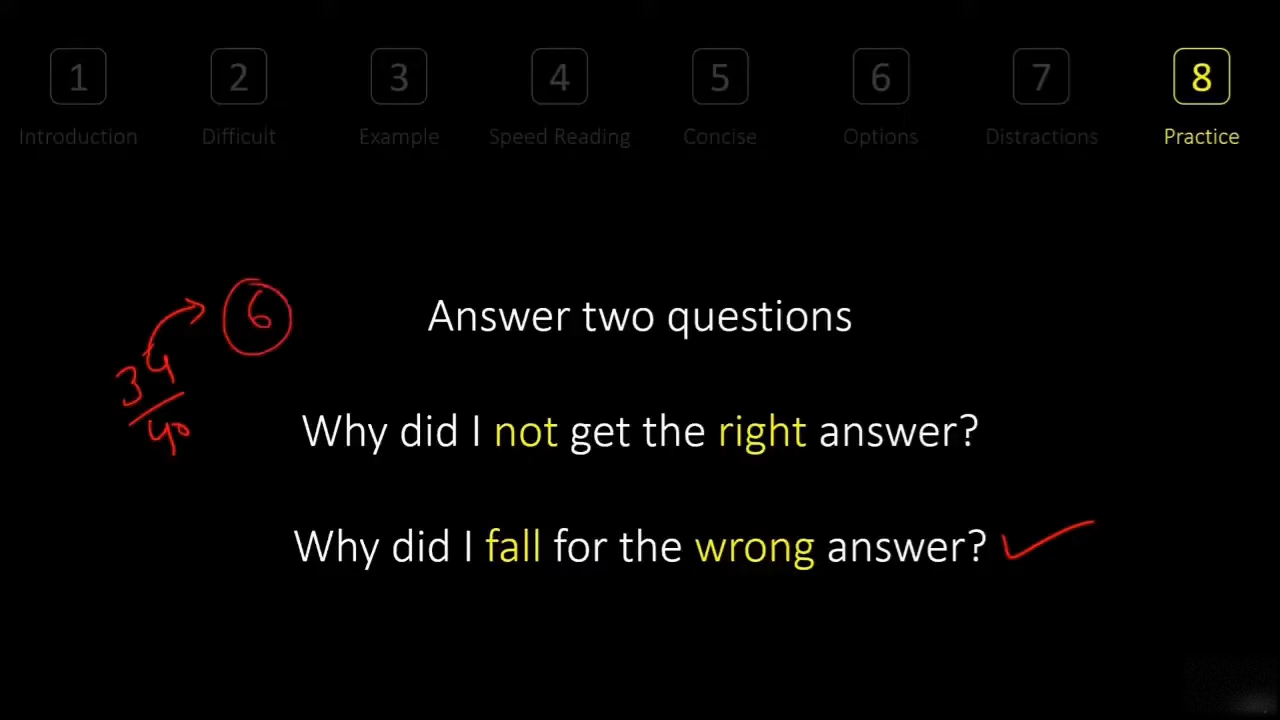 1 2 3 4 5 6 7 8
Introduction Difficult Example Speed Reading Concise Options Distractions Practice
6
34
40
Answer two questions
Why did I not get the right answer?
Why did I fall for the wrong answer?